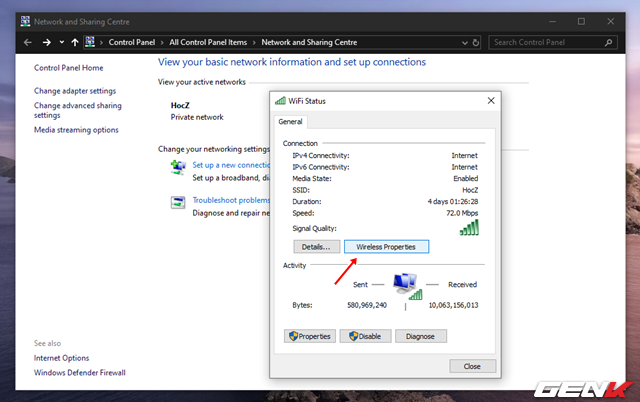 Network and Sharing Centre
Control Panel > All Control Panel Items > Network and Sharing Centre
Search Control Panel
Control Panel Home
Change adapter settings
Change advanced sharing
settings
Media streaming options
See also
Internet Options
Windows Defender Firewall
View your basic network information and set up connections
View your active networks
HocZ
Private network
Change your networking settings
Set up a new connectio
Set up a broadband, di
Troubleshoot problems
Diagnose and repair ne
WiFi Status
General
Connection
IPv4 Connectivity: Internet
IPv6 Connectivity: Internet
Media State: Enabled
SSID: HocZ
Duration: 4 days 01:26:28
Speed: 72.0 Mbps
Signal Quality:
Details... Wireless Properties
Activity
Sent Received
Bytes: 580,969,240 10,063,156,013
Properties Disable Diagnose
Close
GENK